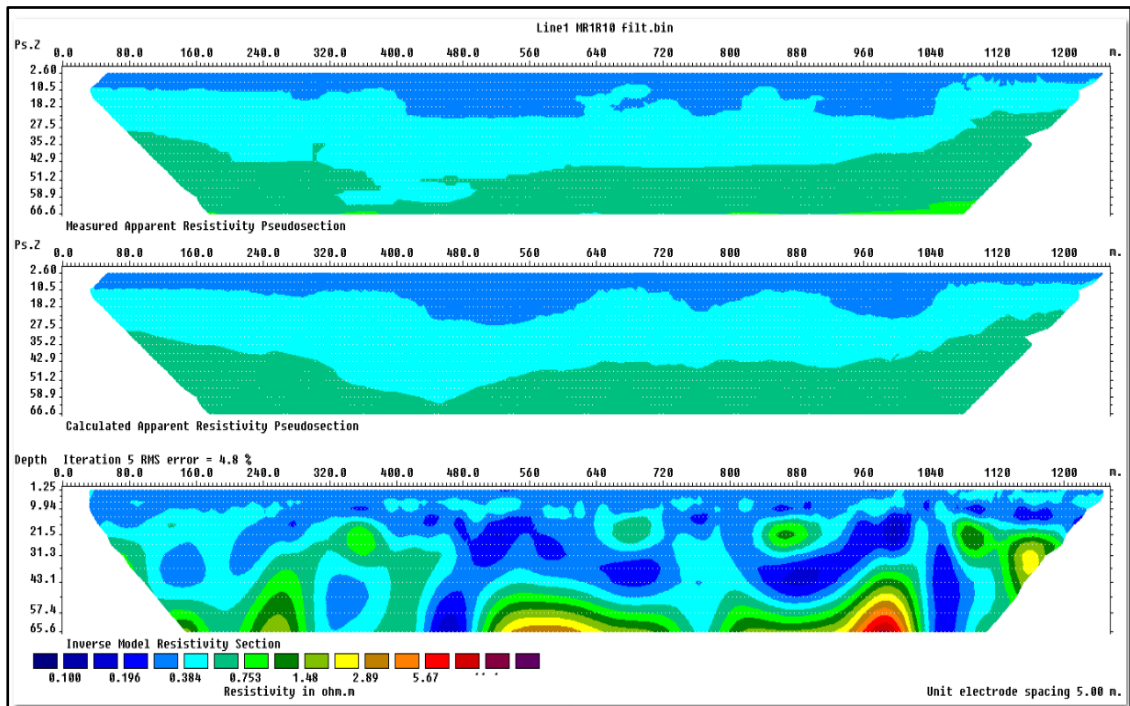 Line1 MR1R10 filt.bin
Ps.Z 0.0 80.0 160.0 240.0 320.0 400.0 480.0 560.0 640 720 800 880 960 1040 1120 1200 m.
2.60
10.5
18.2
27.5
35.2
42.9
51.2
58.9
66.6
Measured Apparent Resistivity Pseudosection
Ps.Z 0.0 80.0 160.0 240.0 320.0 400.0 480.0 560.0 640 720 800 880 960 1040 1120 1200 m.
2.60
10.5
18.2
27.5
35.2
42.9
51.2
58.9
66.6
Calculated Apparent Resistivity Pseudosection
Depth Iteration 5 RMS error = 4.8 %
0.0 80.0 160.0 240.0 320.0 400.0 480.0 560.0 640 720 800 880 960 1040 1120 1200 m.
1.25
9.94
21.5
31.3
43.1
57.4
65.6
Inverse Model Resistivity Section
0.100 0.196 0.384 0.753 1.48 2.89 5.67
Resistivity in ohm.m
Unit electrode spacing 5.00 m.